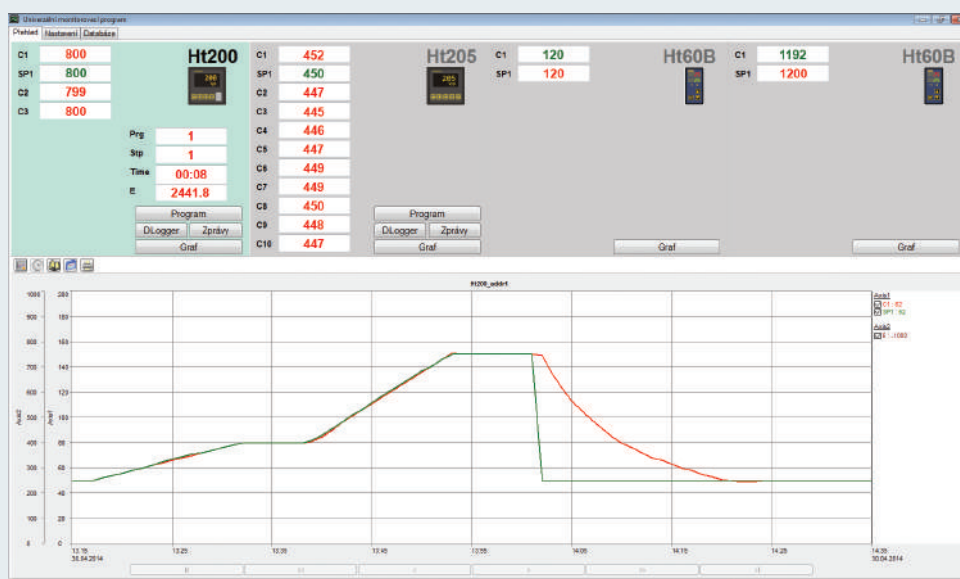 Univerzální monitorovací program
Přehled Nastavení Databáze
C1 800 Ht200
SP1 800
C2 799
C3 800
Prg 1
Stp 1
Time 00:08
E 2441.8
Program
DLogger Zprávy
Graf
C1 452 Ht205
SP1 450
C2 447
C3 445
C4 446
C5 447
C6 449
C7 449
C8 450
C9 448
C10 447
Program
DLogger Zprávy
Graf
C1 120 Ht60B
SP1 120
Graf
C1 1192 Ht60B
SP1 1200
Graf
Ht200_addr1
1000 200
900 180
800 160
700 140
600 120
500 100
400 80
300 60
200 40
100 20
0 0
Axis2 Axis1
13:15 13:25 13:35 13:45 13:55 14:05 14:15 14:25 14:35
30.04.2014 30.04.2014
Axis1
C1 : 62
SP1 : 62
Axis2
E : -1000